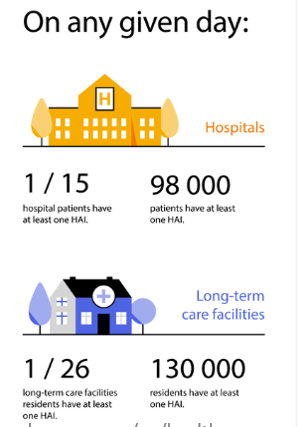 On any given day:
H
Hospitals
1 / 15
hospital patients have
at least one HAI.
98 000
patients have at least
one HAI.
Long-term
care facilities
1 / 26
long-term care facilities
residents have at least
one HAI.
130 000
residents have at least
one HAI.